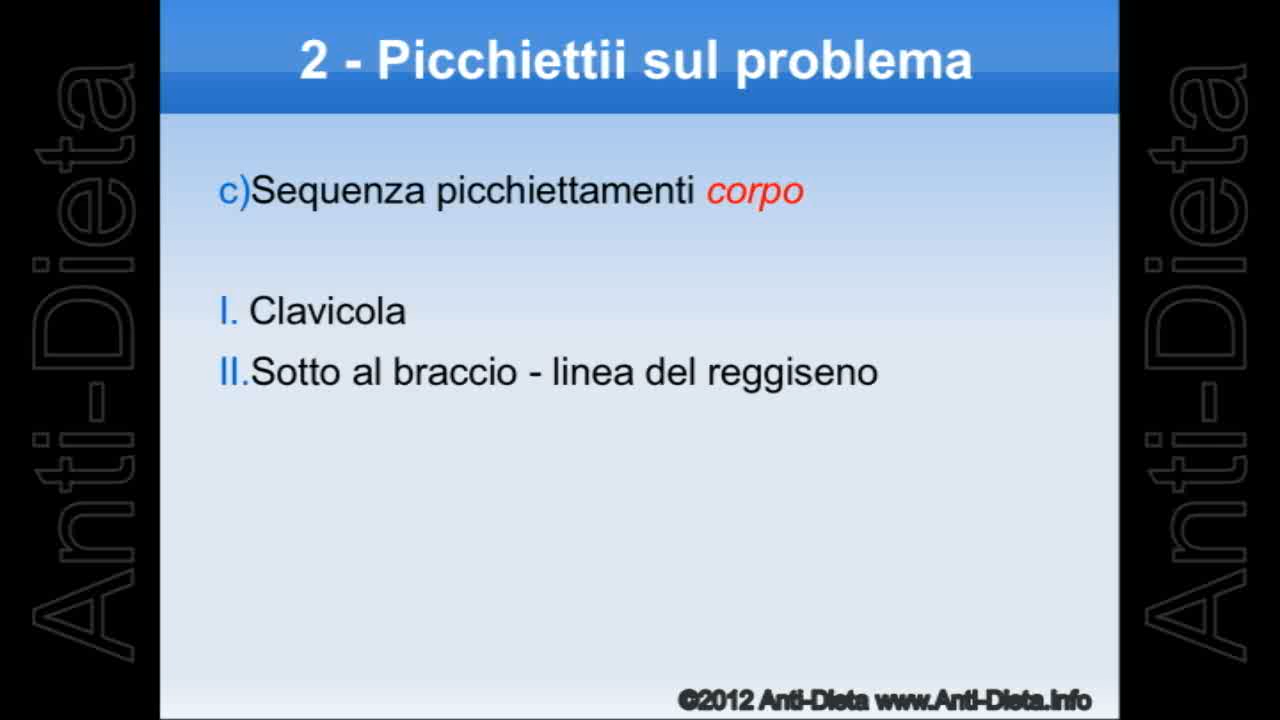 2 - Picchiettii sul problema
c)Sequenza picchiettamenti corpo
I. Clavicola
II.Sotto al braccio - linea del reggiseno
©2012 Anti-Dieta www.Anti-Dieta.info
Anti-Dieta
Anti-Dieta